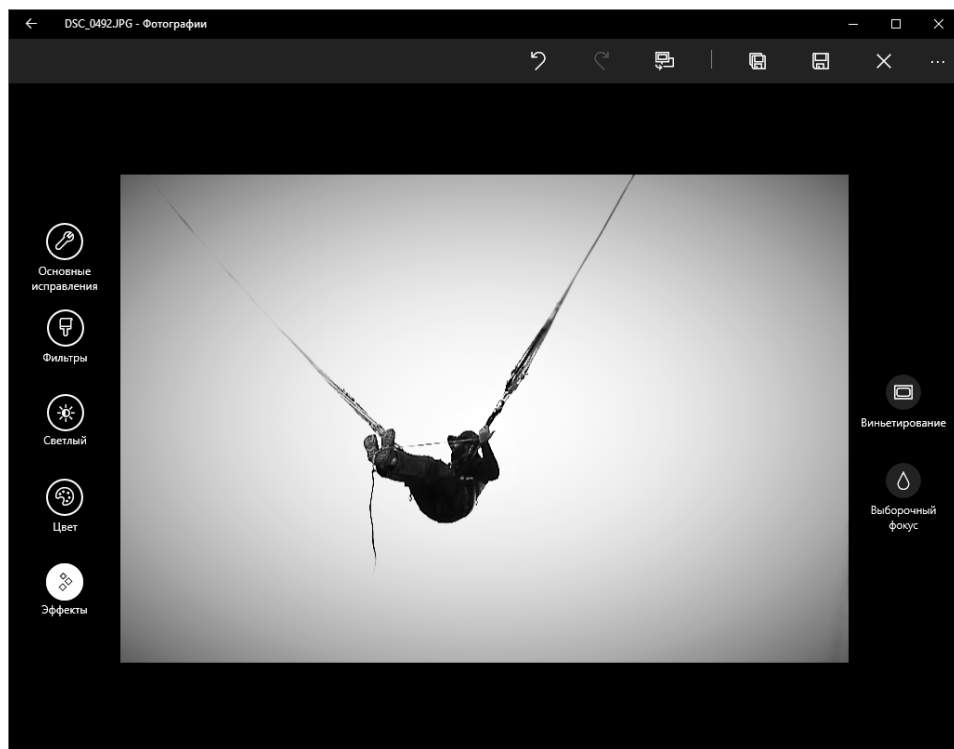 DSC_0492.JPG - Фотографии
Основные
исправления
Фильтры
Светлый
Цвет
Эффекты
Виньетирование
Выборочный
фокус